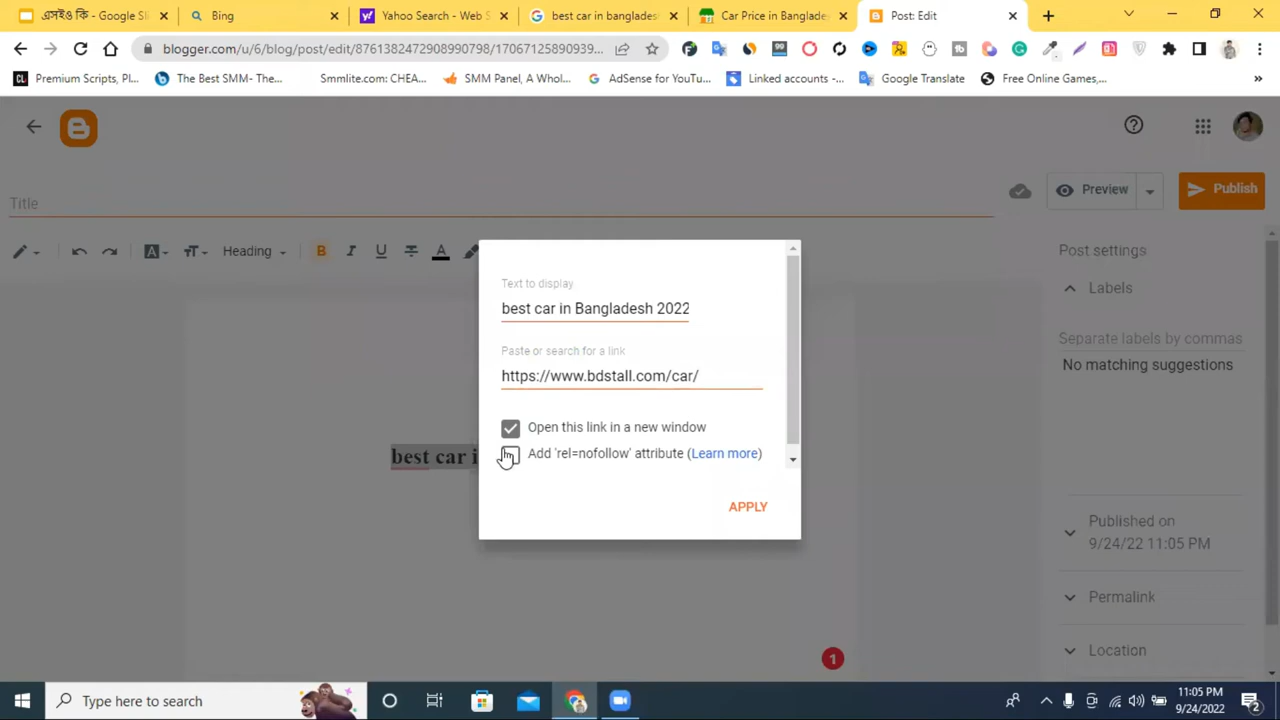 এসইও কি - Google Sli
Bing
Yahoo Search - Web S
best car in bangladesh
Car Price in Banglade
Post: Edit
blogger.com/u/6/blog/post/edit/8761382472908990798/17067125890939...
Premium Scripts, Pl...
The Best SMM- The...
Smmlite.com: CHEA...
SMM Panel, A Whol...
AdSense for YouTu...
Linked accounts -...
Google Translate
Free Online Games,...
»
Title
Preview
Publish
Heading
B
I
U
Post settings
Labels
Separate labels by commas
No matching suggestions
Text to display
best car in Bangladesh 2022
Paste or search for a link
https://www.bdstall.com/car/
Open this link in a new window
Add 'rel=nofollow' attribute (Learn more)
APPLY
best car i
Published on
9/24/22 11:05 PM
Permalink
Location
1
Type here to search
11:05 PM
9/24/2022
2